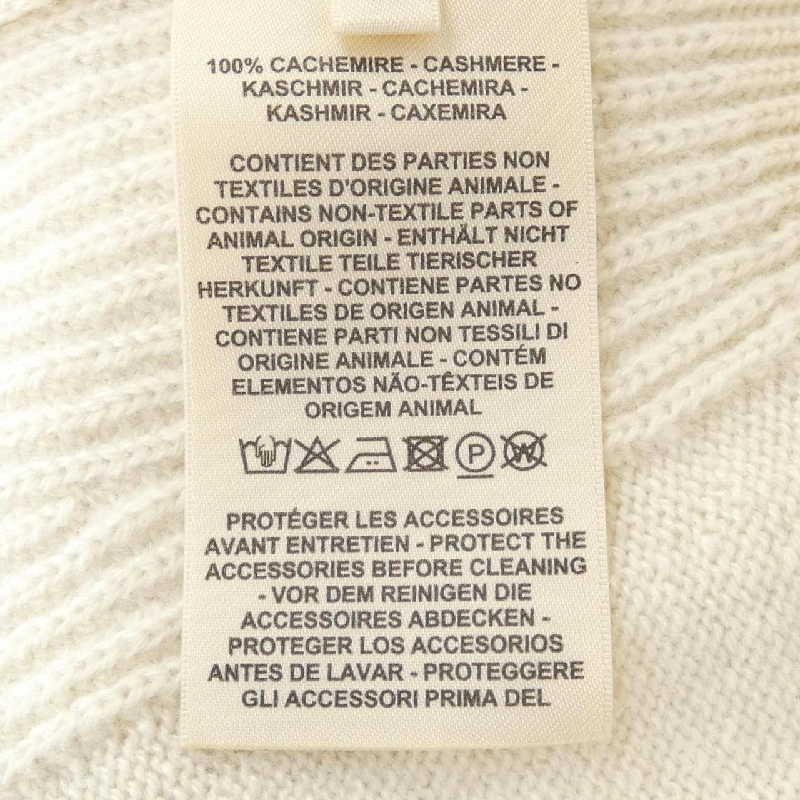 100% CACHEMIRE - CASHMERE -
KASCHMIR - CACHEMIRA -
KASHMIR - CAXEMIRA
CONTIENT DES PARTIES NON
TEXTILES D'ORIGINE ANIMALE -
CONTAINS NON-TEXTILE PARTS OF
ANIMAL ORIGIN - ENTHÄLT NICHT
TEXTILE TEILE TIERISCHER
HERKUNFT - CONTIENE PARTES NO
TEXTILES DE ORIGEN ANIMAL -
CONTIENE PARTI NON TESSILI DI
ORIGINE ANIMALE - CONTÉM
ELEMENTOS NÃO-TÊXTEIS DE
ORIGEM ANIMAL
P W
PROTÉGER LES ACCESSOIRES
AVANT ENTRETIEN - PROTECT THE
ACCESSORIES BEFORE CLEANING
- VOR DEM REINIGEN DIE
ACCESSOIRES ABDECKEN -
PROTEGER LOS ACCESORIOS
ANTES DE LAVAR - PROTEGGERE
GLI ACCESSORI PRIMA DEL